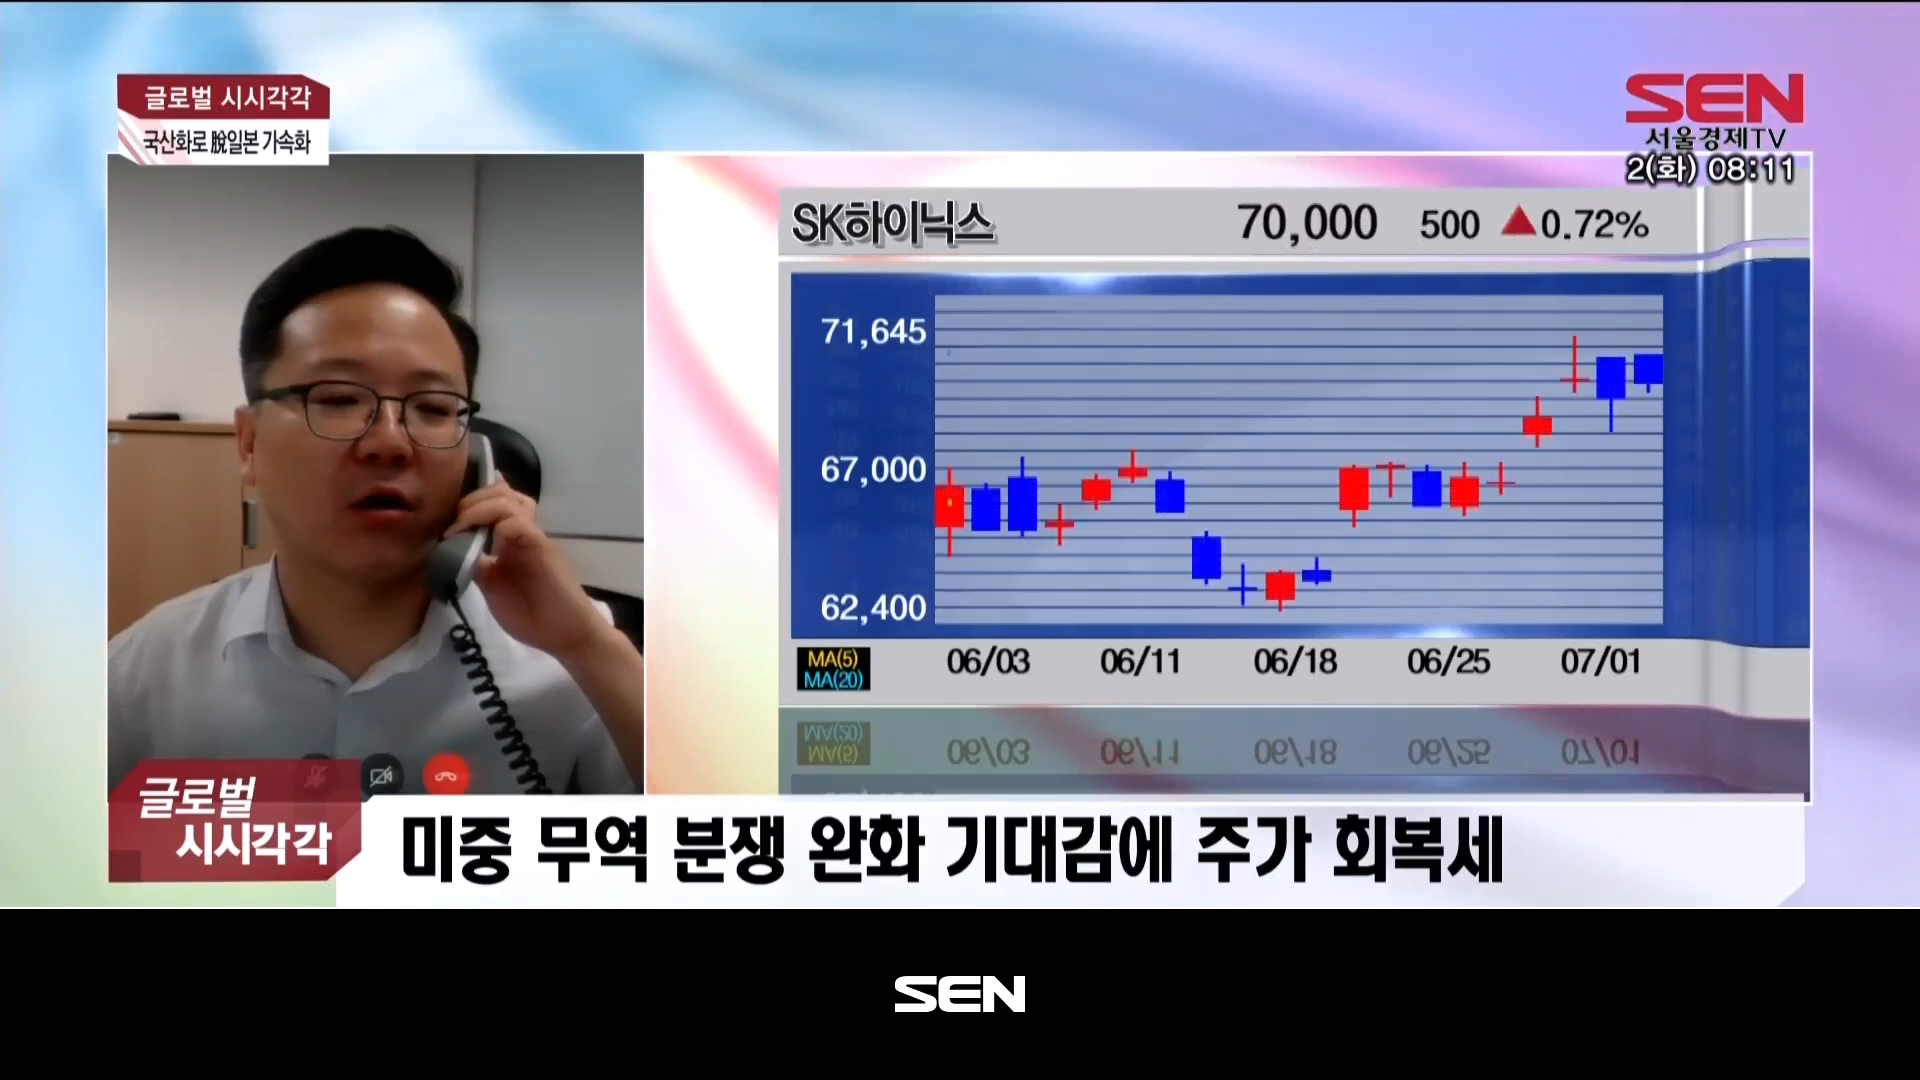 글로벌 시시각각
국산화로 脫일본 가속화
SEN
서울경제TV
2(화) 08:11
SK하이닉스 70,000 500 ▲0.72%
71,645
67,000
62,400
MA(5)
MA(20)
06/03 06/11 06/18 06/25 07/01
글로벌
시시각각
미중 무역 분쟁 완화 기대감에 주가 회복세
SEN